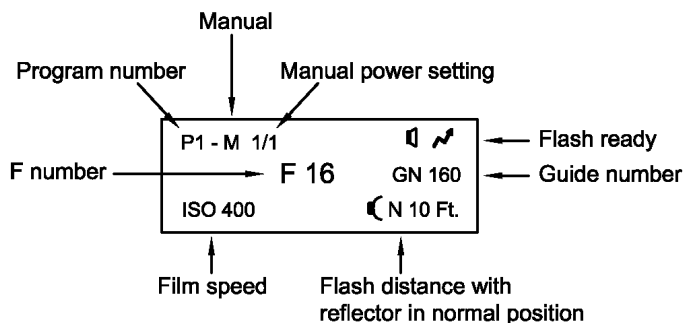 Manual
Program number
Manual power setting
P1 - M 1/1
Flash ready
F number
F 16
GN 160
Guide number
ISO 400
N 10 Ft.
Film speed
Flash distance with
reflector in normal position